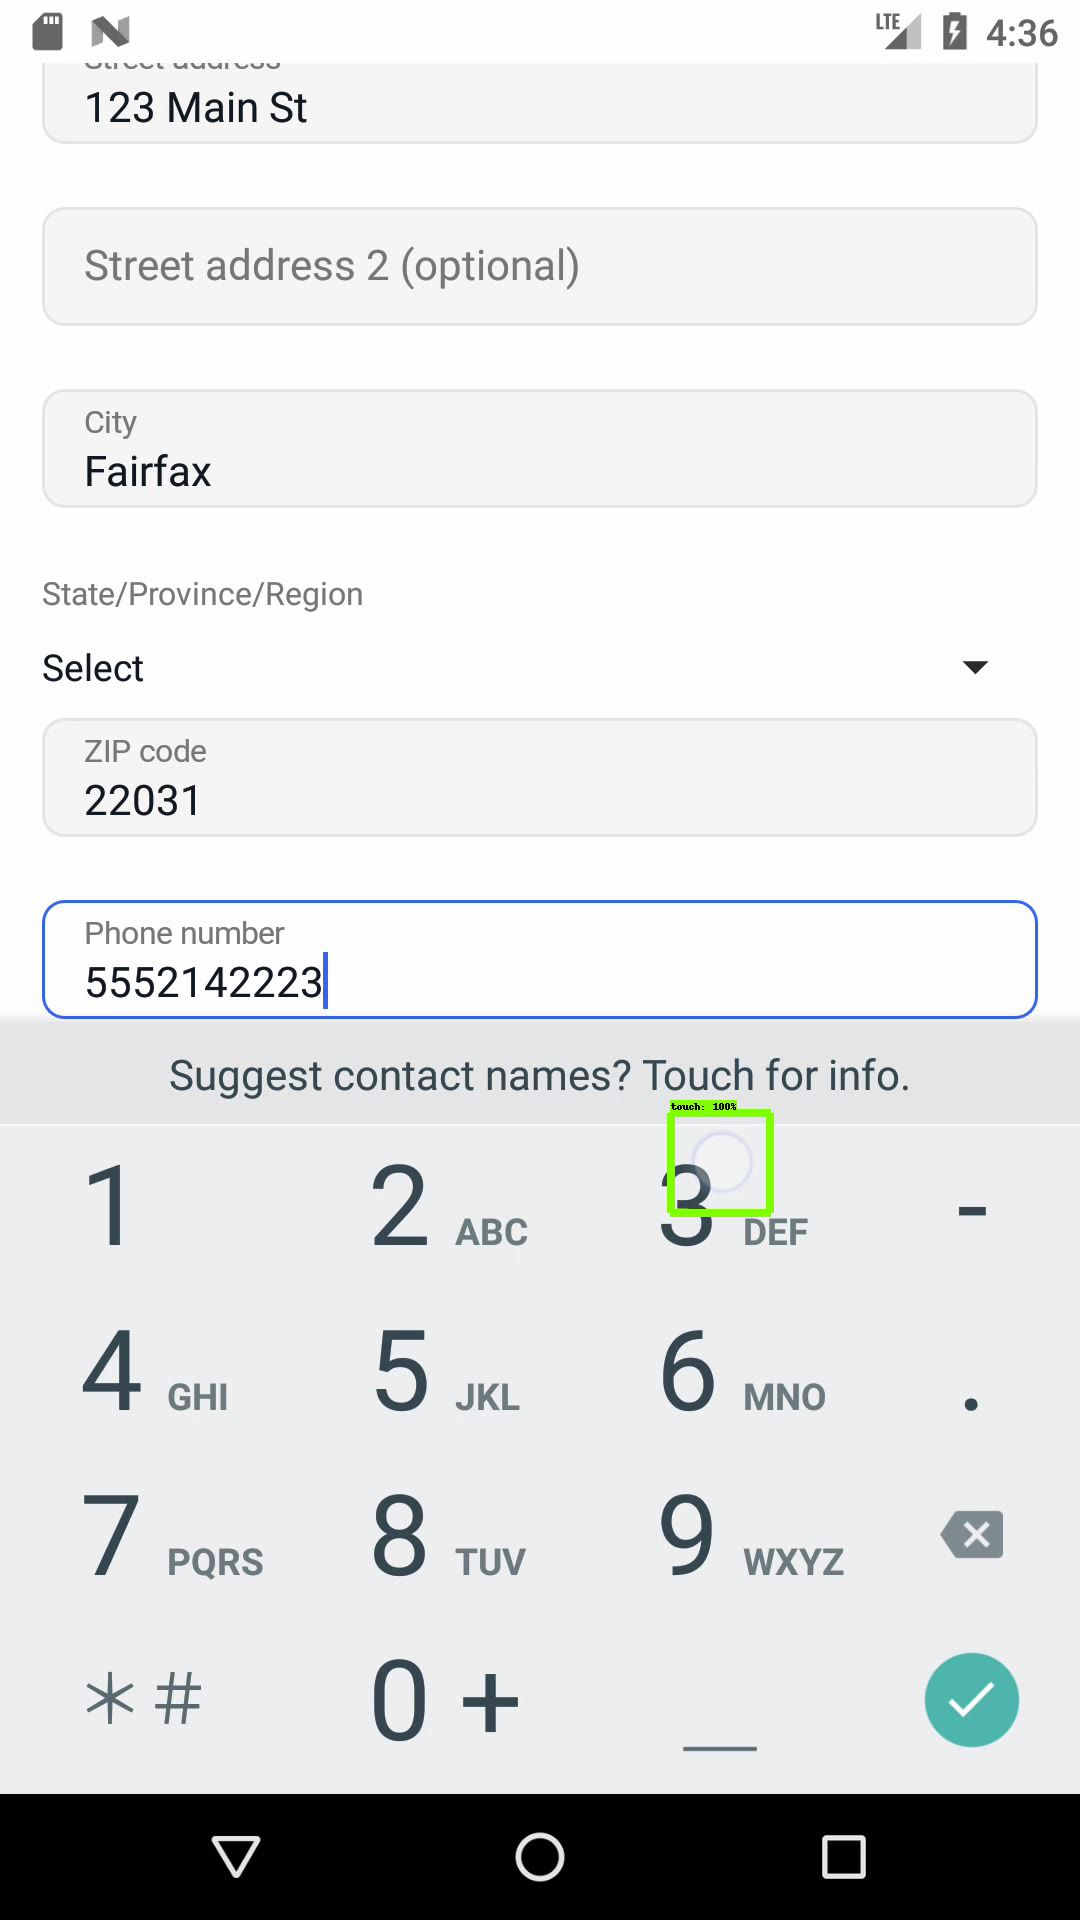 LTE 4:36
Street address
123 Main St
Street address 2 (optional)
City
Fairfax
State/Province/Region
Select
ZIP code
22031
Phone number
5552142223
Suggest contact names? Touch for info.
touch: 100%
1 2 ABC 3 DEF -
4 GHI 5 JKL 6 MNO .
7 PQRS 8 TUV 9 WXYZ
*# 0 +